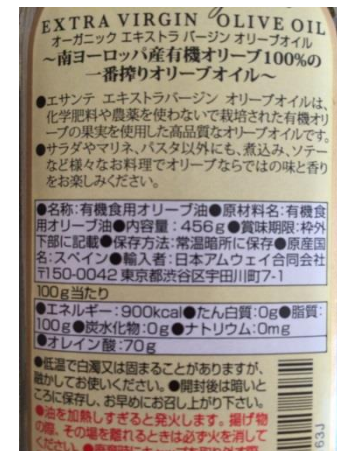 EXTRA VIRGIN OLIVE OIL
オーガニック エキストラ バージン オリーブオイル
〜南ヨーロッパ産有機オリーブ100%の
一番搾りオリーブオイル〜
●エサンテ エキストラバージン オリーブオイルは、
化学肥料や農薬を使わないで栽培された有機オリ
ーブの果実を使用した高品質なオリーブオイルです。
●サラダやマリネ、パスタ以外にも、煮込み、ソテー
など様々なお料理でオリーブならではの味と香り
をお楽しみください。
●名称:有機食用オリーブ油●原材料名:有機食
用オリーブ油●内容量:456g●賞味期限:枠外
下部に記載●保存方法:常温暗所に保存●原産国
名:スペイン●輸入者:日本アムウェイ合同会社
〒150-0042 東京都渋谷区宇田川町7-1
100g当たり
●エネルギー:900kcal●たん白質:0g●脂質:
100g●炭水化物:0g●ナトリウム:0mg
●オレイン酸:70g
●低温で白濁又は固まることがありますが、
融かしてお使いください。●開封後は暗いと
ころに保存し、お早めにお召し上がり下さい。
●油を加熱しすぎると発火します。揚げ物
の際、その場を離れるときは必ず火を消して